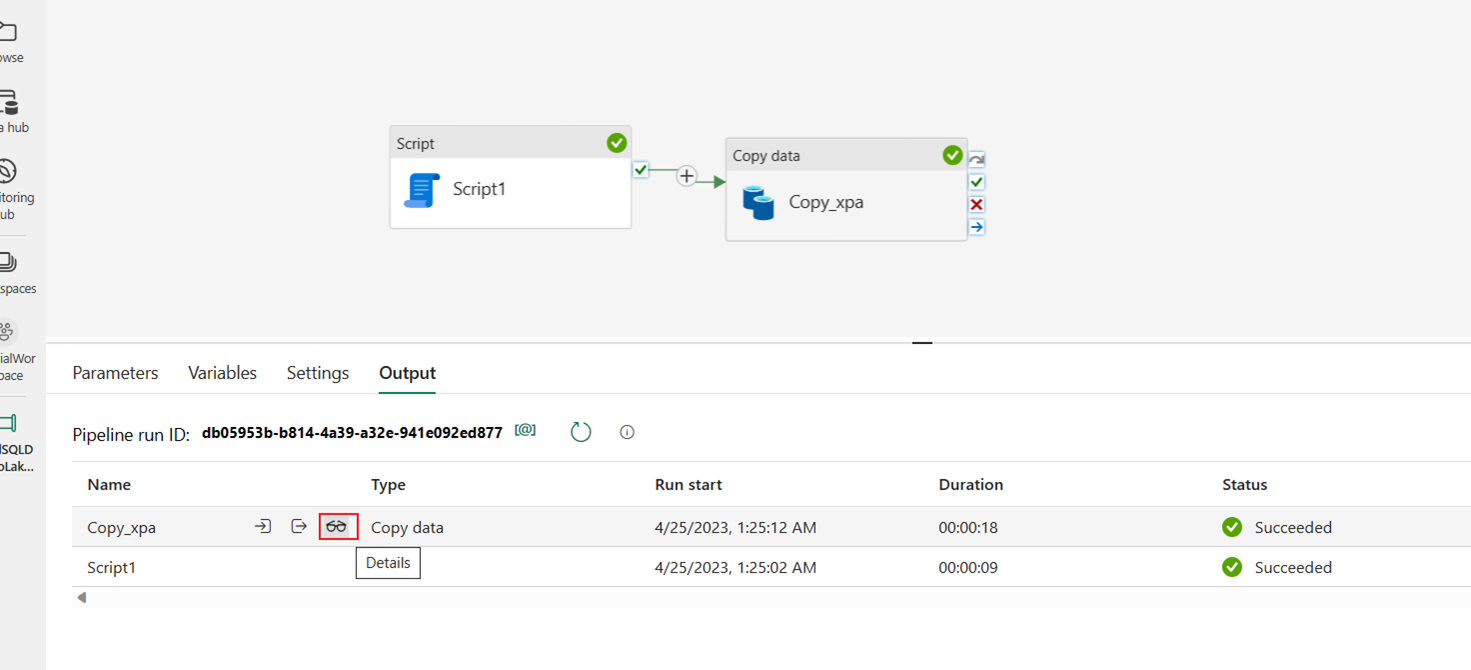 owse
a hub
itoring
ub
spaces
ialWor
pace
lSQLD
oLak...
Script
Script1
Copy data
Copy_xpa
Parameters Variables Settings Output
Pipeline run ID: db05953b-b814-4a39-a32e-941e092ed877 [@]
Name Type Run start Duration Status
Copy_xpa Copy data 4/25/2023, 1:25:12 AM 00:00:18 Succeeded
Details
Script1 4/25/2023, 1:25:02 AM 00:00:09 Succeeded